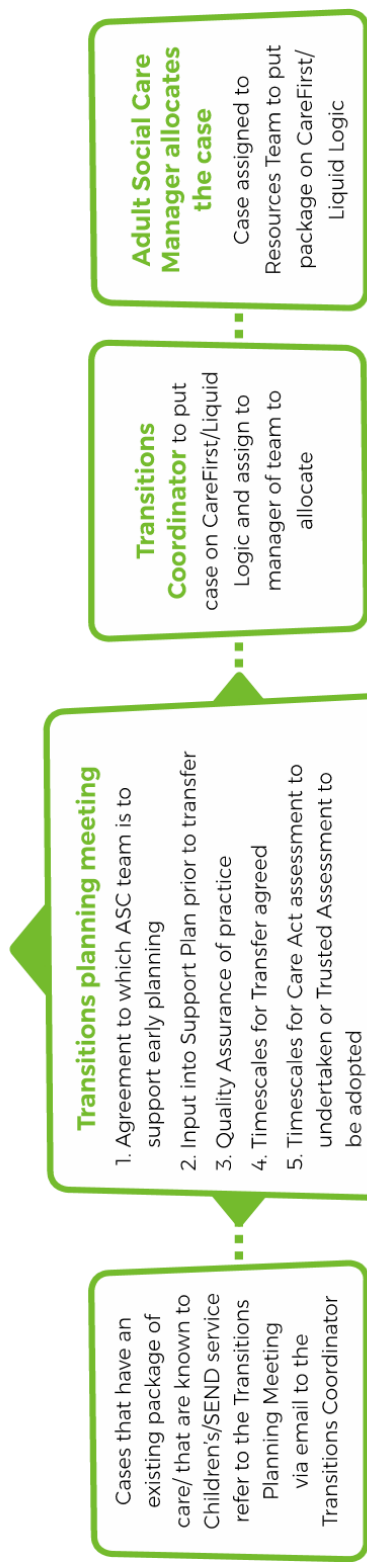 Cases that have an
existing package of
care/ that are known to
Children's/SEND service
refer to the Transitions
Planning Meeting
via email to the
Transitions Coordinator
Transitions planning meeting
1. Agreement to which ASC team is to
support early planning
2. Input into Support Plan prior to transfer
3. Quality Assurance of practice
4. Timescales for Transfer agreed
5. Timescales for Care Act assessment to
undertaken or Trusted Assessment to
be adopted
Transitions
Coordinator to put
case on CareFirst/Liquid
Logic and assign to
manager of team to
allocate
Adult Social Care
Manager allocates
the case
Case assigned to
Resources Team to put
package on CareFirst/
Liquid Logic